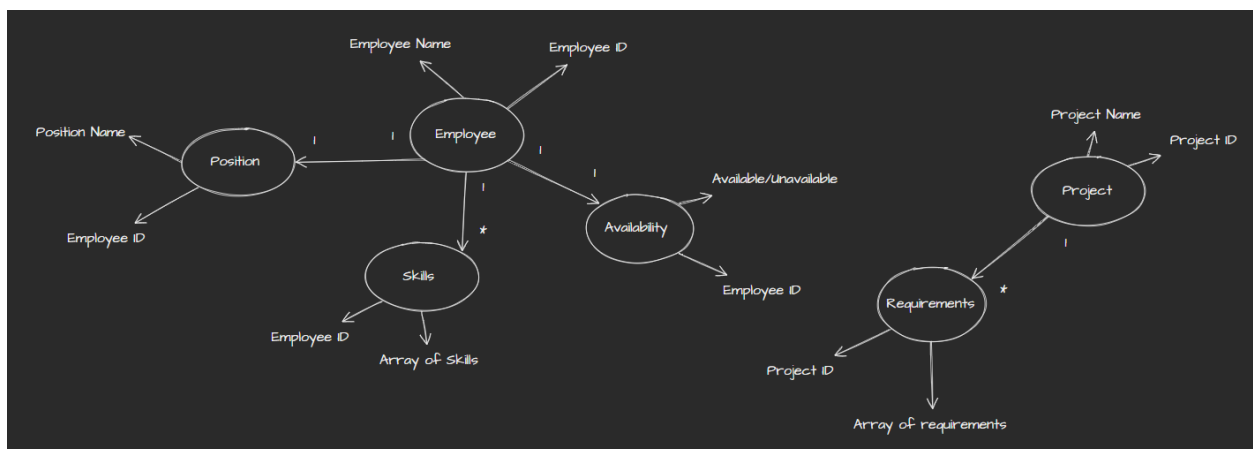 Employee Name
Employee ID
Employee
Position Name
Position
Employee ID
1
1
1
1
1
*
Skills
Employee ID
Array of Skills
Availability
Available/Unavailable
Employee ID
Project Name
Project ID
Project
1
*
Requirements
Project ID
Array of requirements